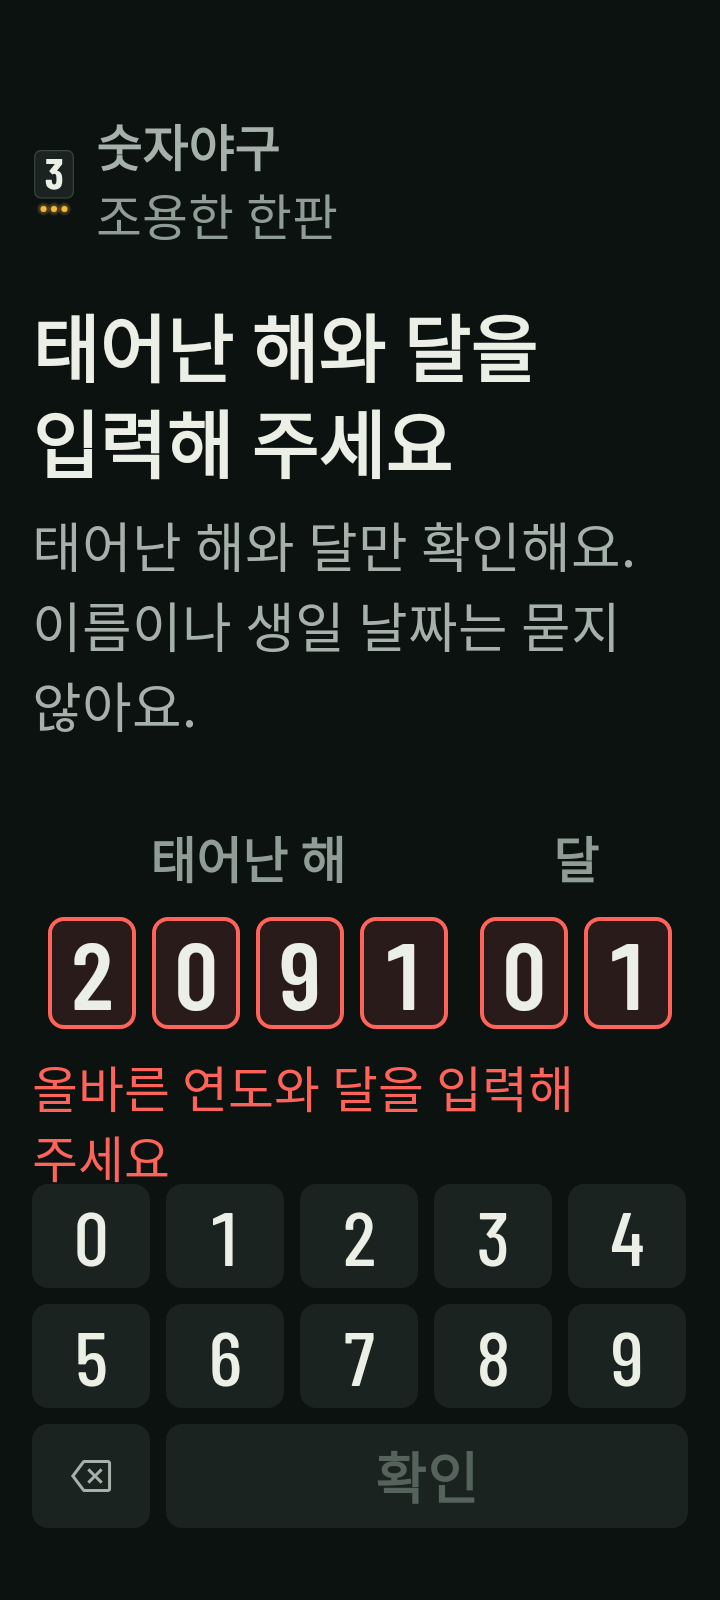 3
숫자야구
조용한 한판
태어난 해와 달을
입력해 주세요
태어난 해와 달만 확인해요.
이름이나 생일 날짜는 묻지
않아요.
태어난 해 달
2 0 9 1 0 1
올바른 연도와 달을 입력해
주세요
0 1 2 3 4
5 6 7 8 9
확인